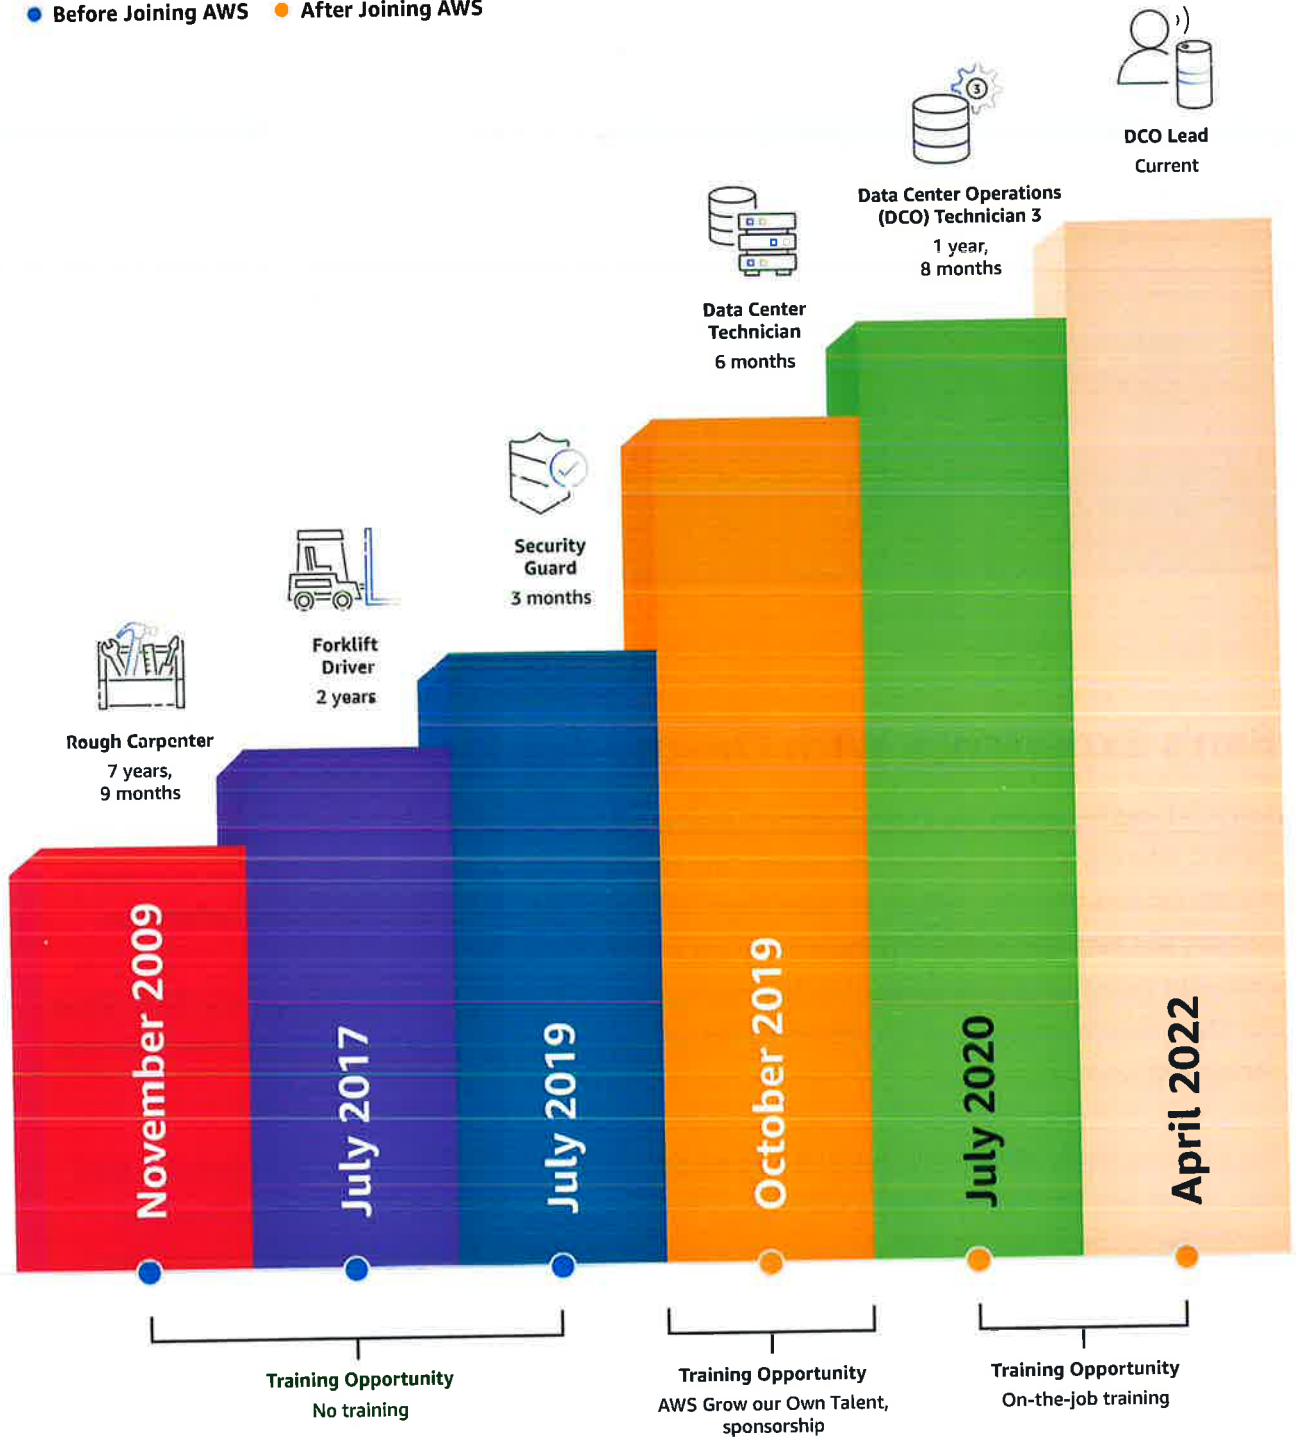 Before Joining AWS
After Joining AWS
DCO Lead
Current
3
Data Center Operations
(DCO) Technician 3
1 year,
8 months
Data Center
Technician
6 months
Security
Guard
3 months
Forklift
Driver
2 years
Rough Carpenter
7 years,
9 months
November 2009
July 2017
July 2019
October 2019
July 2020
April 2022
Training Opportunity
No training
Training Opportunity
AWS Grow our Own Talent,
sponsorship
Training Opportunity
On-the-job training